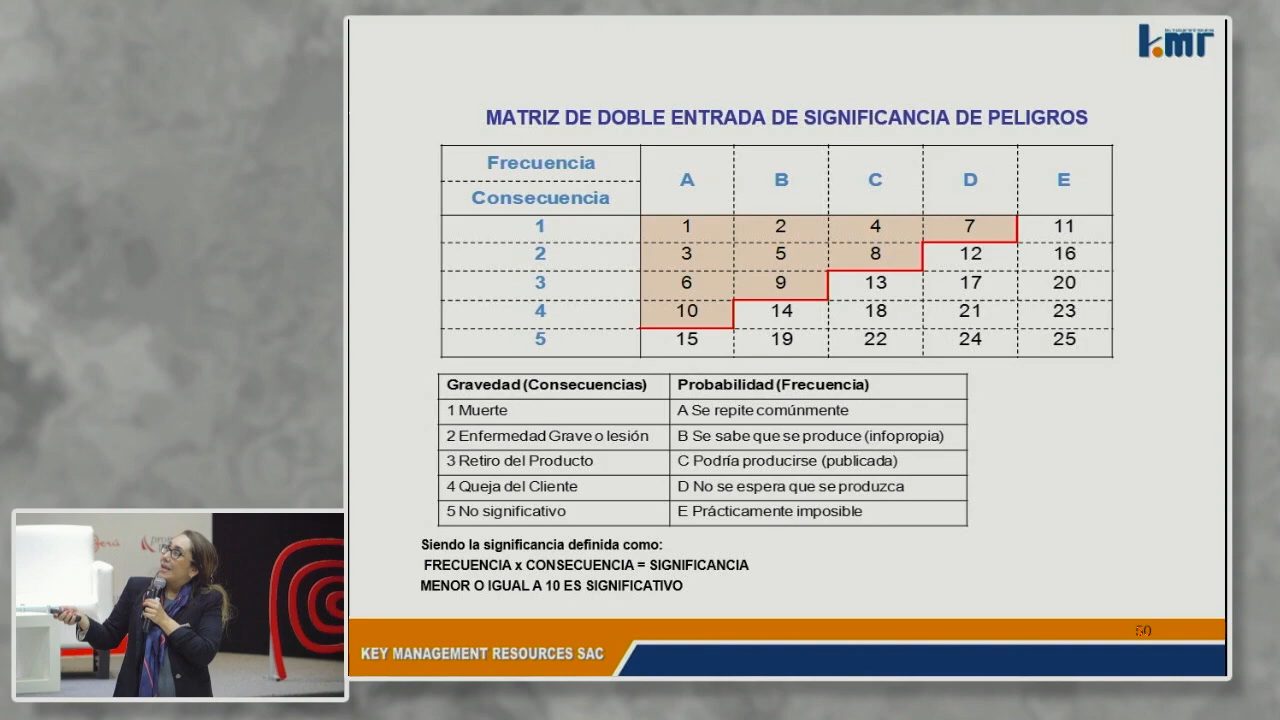 kmr
MATRIZ DE DOBLE ENTRADA DE SIGNIFICANCIA DE PELIGROS
Frecuencia
Consecuencia
A B C D E
1 1 2 4 7 11
2 3 5 8 12 16
3 6 9 13 17 20
4 10 14 18 21 23
5 15 19 22 24 25
Gravedad (Consecuencias) Probabilidad (Frecuencia)
1 Muerte A Se repite comúnmente
2 Enfermedad Grave o lesión B Se sabe que se produce (infopropia)
3 Retiro del Producto C Podría producirse (publicada)
4 Queja del Cliente D No se espera que se produzca
5 No significativo E Prácticamente imposible
Siendo la significancia definida como:
FRECUENCIA x CONSECUENCIA = SIGNIFICANCIA
MENOR O IGUAL A 10 ES SIGNIFICATIVO
KEY MANAGEMENT RESOURCES SAC